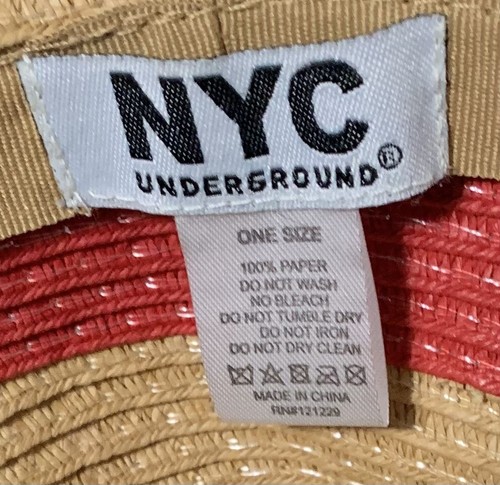 NYC
UNDERGROUND®
ONE SIZE
100% PAPER
DO NOT WASH
NO BLEACH
DO NOT TUMBLE DRY
DO NOT IRON
DO NOT DRY CLEAN
MADE IN CHINA
RN#121229